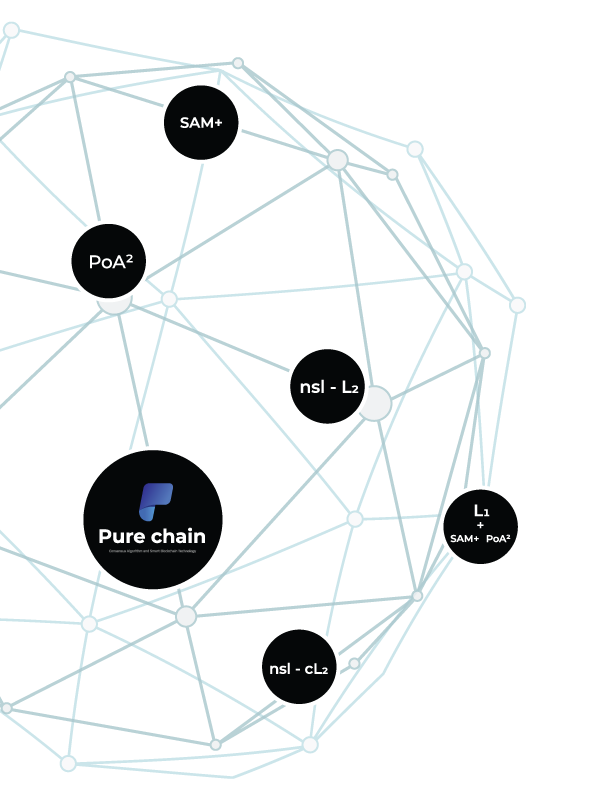 SAM+
PoA²
nsl - L₂
Pure chain
Consensus Algorithm and Smart Blockchain Technology
L₁
+
SAM+ PoA²
nsl - cL₂